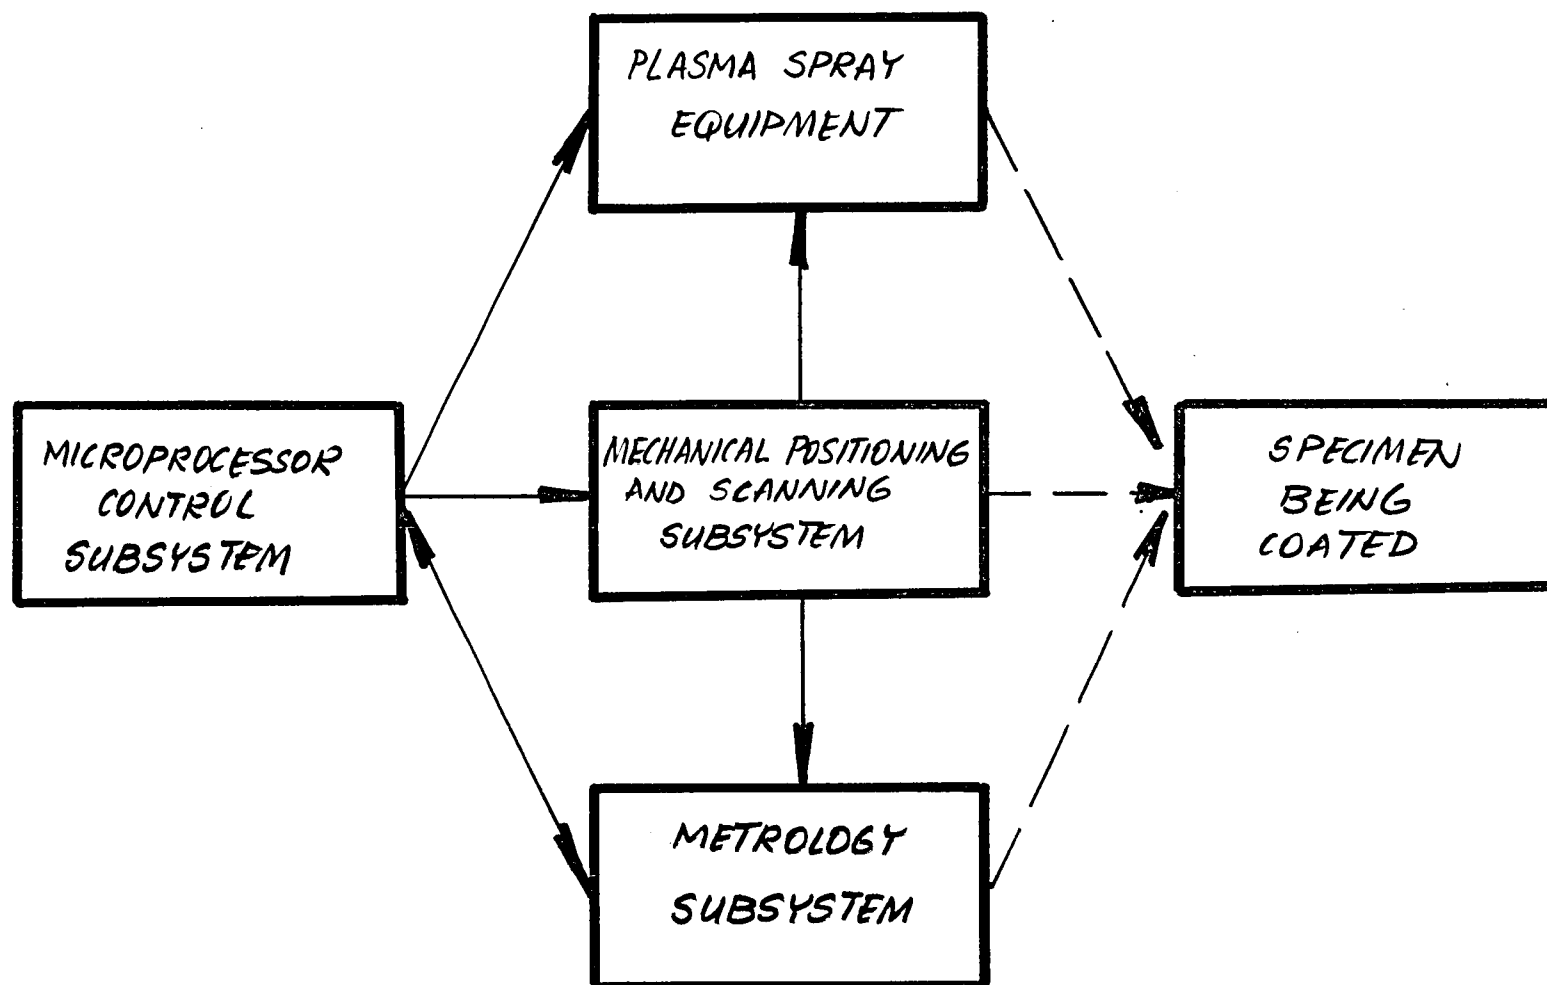 PLASMA SPRAY
EQUIPMENT
MICROPROCESSOR
CONTROL
SUBSYSTEM
MECHANICAL POSITIONING
AND SCANNING
SUBSYSTEM
SPECIMEN
BEING
COATED
METROLOGY
SUBSYSTEM